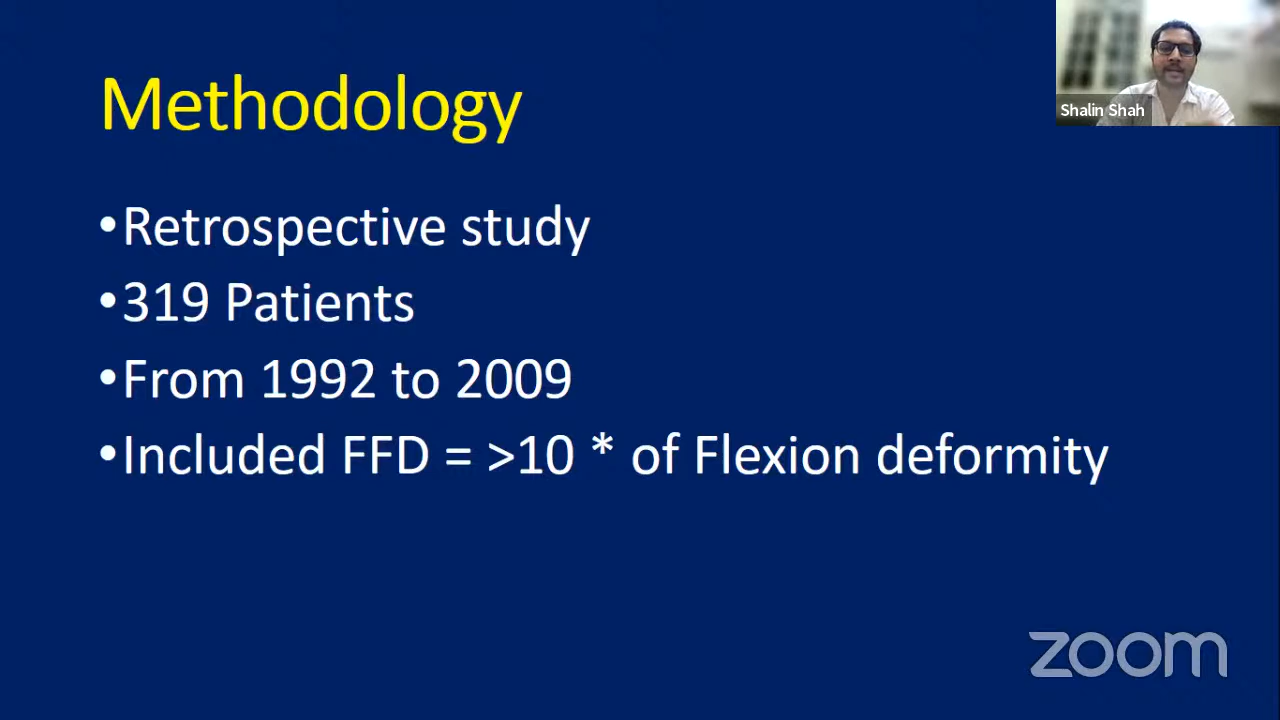 Methodology
Shalin Shah
•Retrospective study
•319 Patients
•From 1992 to 2009
•Included FFD = >10 * of Flexion deformity
zoom